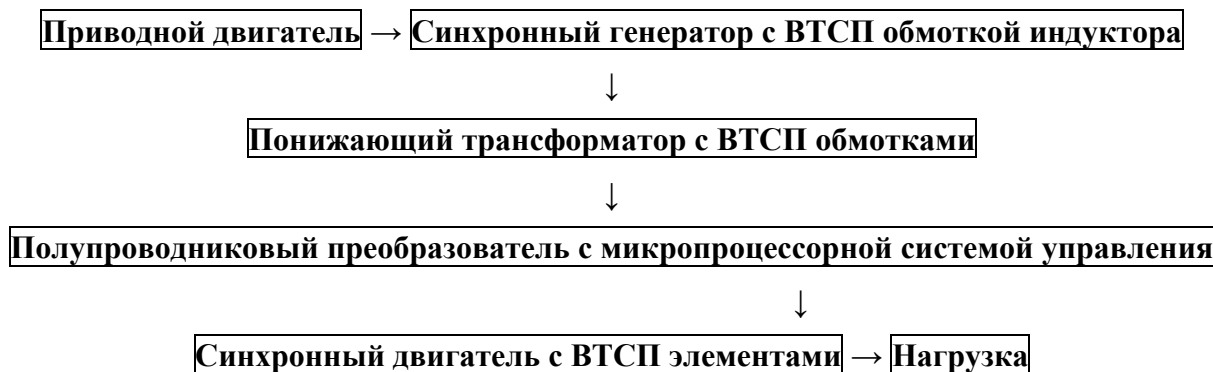 Приводной двигатель → Синхронный генератор с ВТСП обмоткой индуктора
↓
Понижающий трансформатор с ВТСП обмотками
↓
Полупроводниковый преобразователь с микропроцессорной системой управления
↓
Синхронный двигатель с ВТСП элементами → Нагрузка